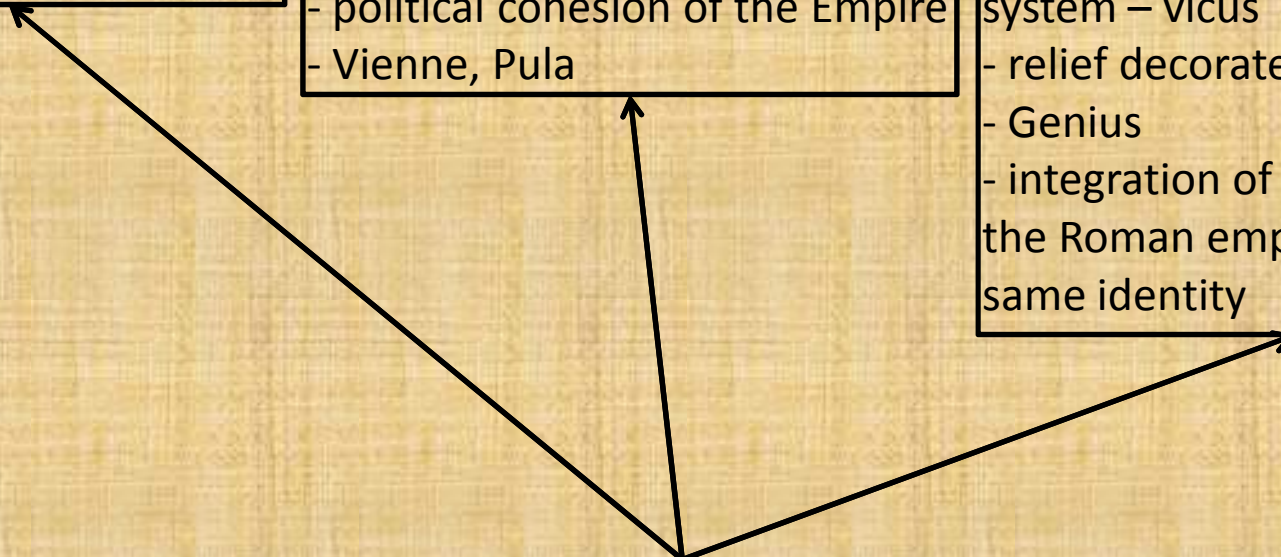 - political cohesion of the Empire
- Vienne, Pula
system – vicus
- relief decorate
- Genius
- integration of
the Roman emp
same identity